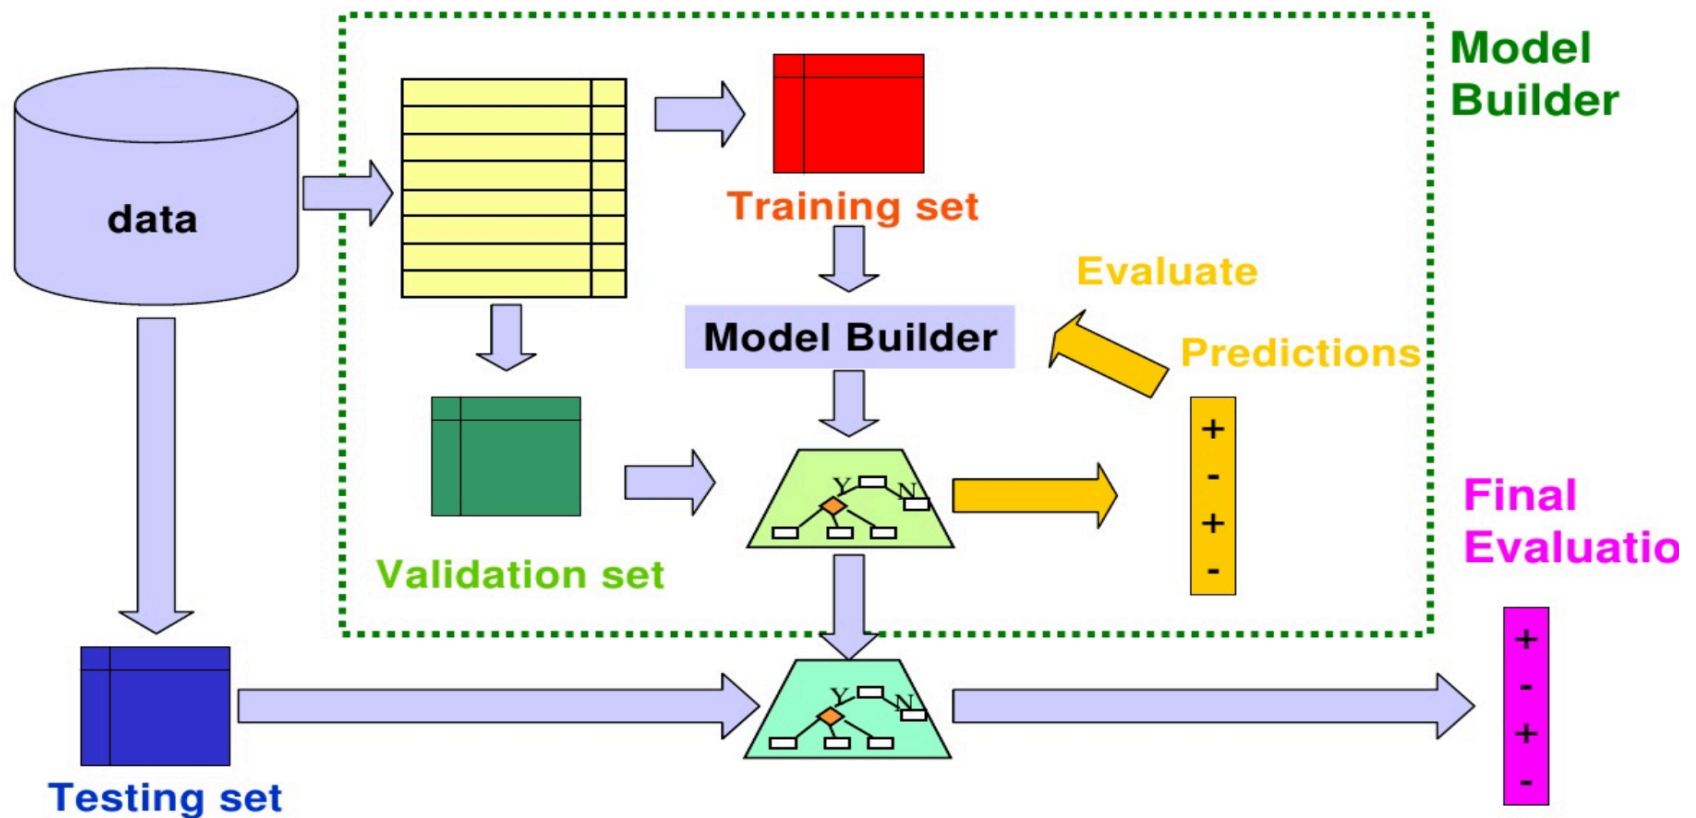 Model
Builder
data
Training set
Evaluate
Model Builder
Predictions
+
-
+
-
Y
N
Validation set
Final
Evaluatio
+
-
+
-
Y
N
Testing set